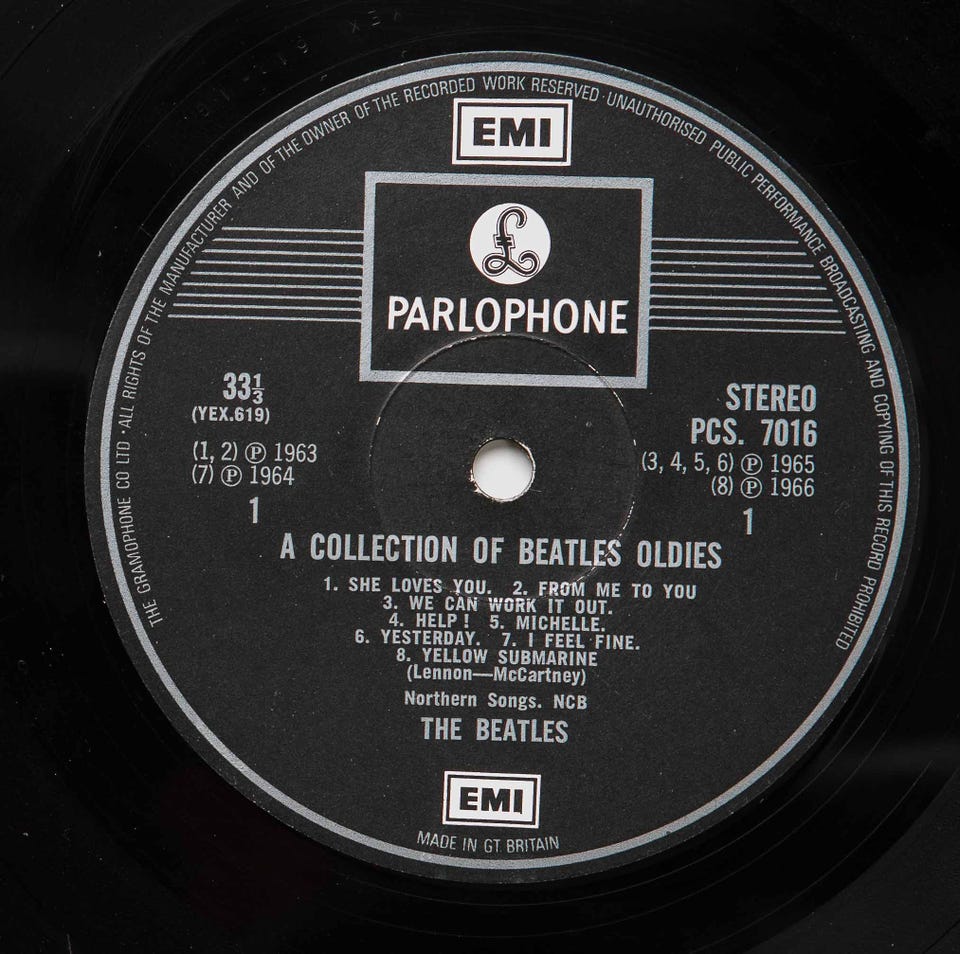 THE GRAMOPHONE CO LTD · ALL RIGHTS OF THE MANUFACTURER AND OF THE OWNER OF THE RECORDED WORK RESERVED · UNAUTHORISED PUBLIC PERFORMANCE BROADCASTING AND COPYING OF THIS RECORD PROHIBITED
EMI
£
PARLOPHONE
33⅓
(YEX.619)
(1, 2) Ⓟ 1963
(7) Ⓟ 1964
1
STEREO
PCS. 7016
(3, 4, 5, 6) Ⓟ 1965
(8) Ⓟ 1966
1
A COLLECTION OF BEATLES OLDIES
1. SHE LOVES YOU. 2. FROM ME TO YOU
3. WE CAN WORK IT OUT.
4. HELP! 5. MICHELLE.
6. YESTERDAY. 7. I FEEL FINE.
8. YELLOW SUBMARINE
(Lennon—McCartney)
Northern Songs. NCB
THE BEATLES
EMI
MADE IN GT. BRITAIN